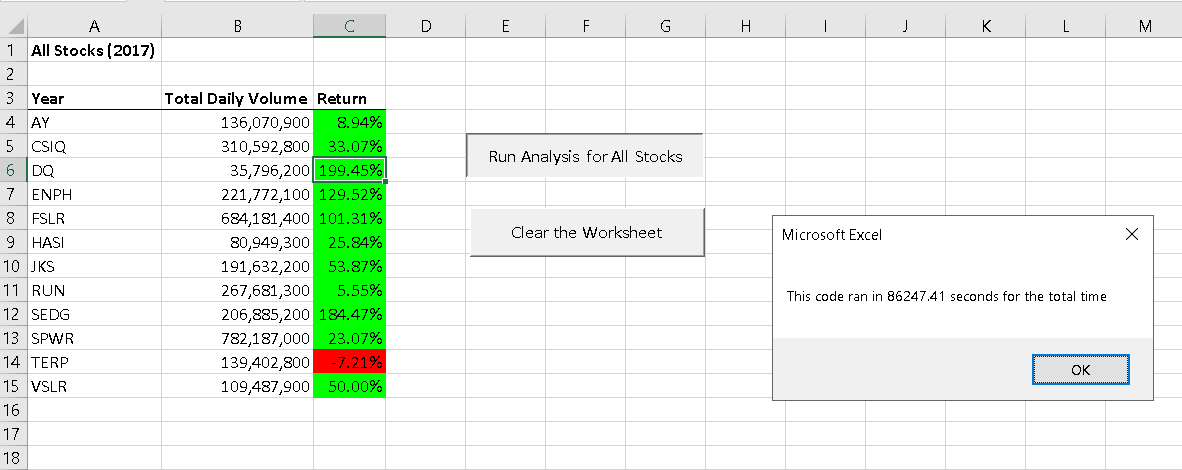 A B C D E F G H I J K L M
1 All Stocks (2017)
2
3 Year Total Daily Volume Return
4 AY 136,070,900 8.94%
5 CSIQ 310,592,800 33.07%
6 DQ 35,796,200 199.45%
7 ENPH 221,772,100 129.52%
8 FSLR 684,181,400 101.31%
9 HASI 80,949,300 25.84%
10 JKS 191,632,200 53.87%
11 RUN 267,681,300 5.55%
12 SEDG 206,885,200 184.47%
13 SPWR 782,187,000 23.07%
14 TERP 139,402,800 -7.21%
15 VSLR 109,487,900 50.00%
16
17
18
Run Analysis for All Stocks
Clear the Worksheet
Microsoft Excel
This code ran in 86247.41 seconds for the total time
OK